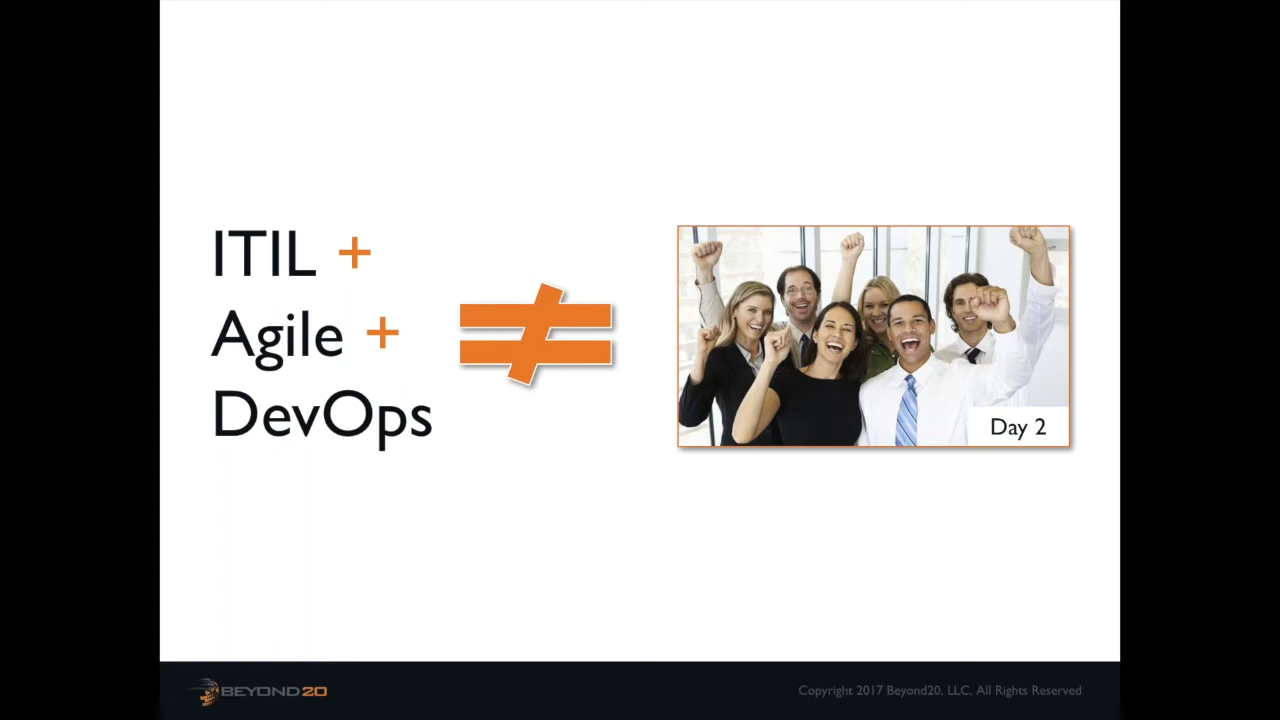 ITIL +
Agile +
DevOps
≠
Day 2
BEYOND20
Copyright 2017 Beyond20, LLC, All Rights Reserved